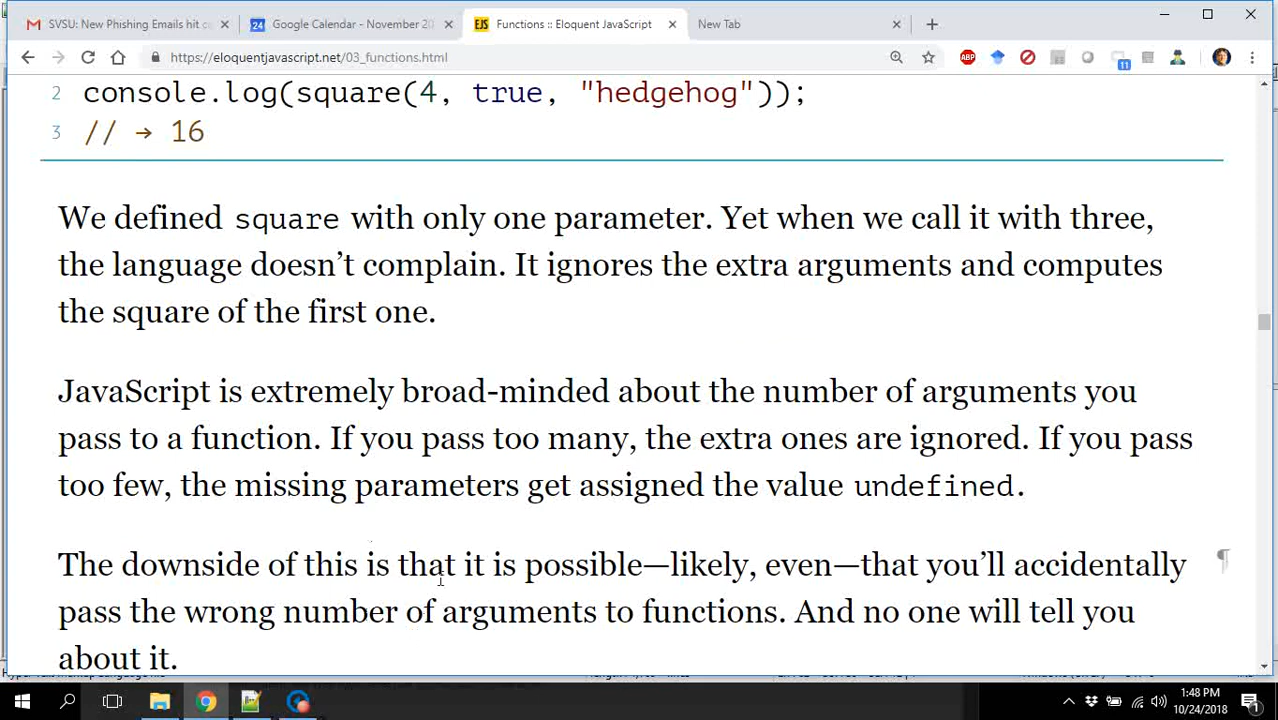 SVSU: New Phishing Emails hit c
24 Google Calendar - November 20
EJS Functions :: Eloquent JavaScript
New Tab
https://eloquentjavascript.net/03_functions.html
ABP
11
2 console.log(square(4, true, "hedgehog"));
3 // → 16
We defined square with only one parameter. Yet when we call it with three,
the language doesn’t complain. It ignores the extra arguments and computes
the square of the first one.
JavaScript is extremely broad-minded about the number of arguments you
pass to a function. If you pass too many, the extra ones are ignored. If you pass
too few, the missing parameters get assigned the value undefined.
The downside of this is that it is possible—likely, even—that you’ll accidentally ¶
pass the wrong number of arguments to functions. And no one will tell you
about it.
1:48 PM
10/24/2018
1